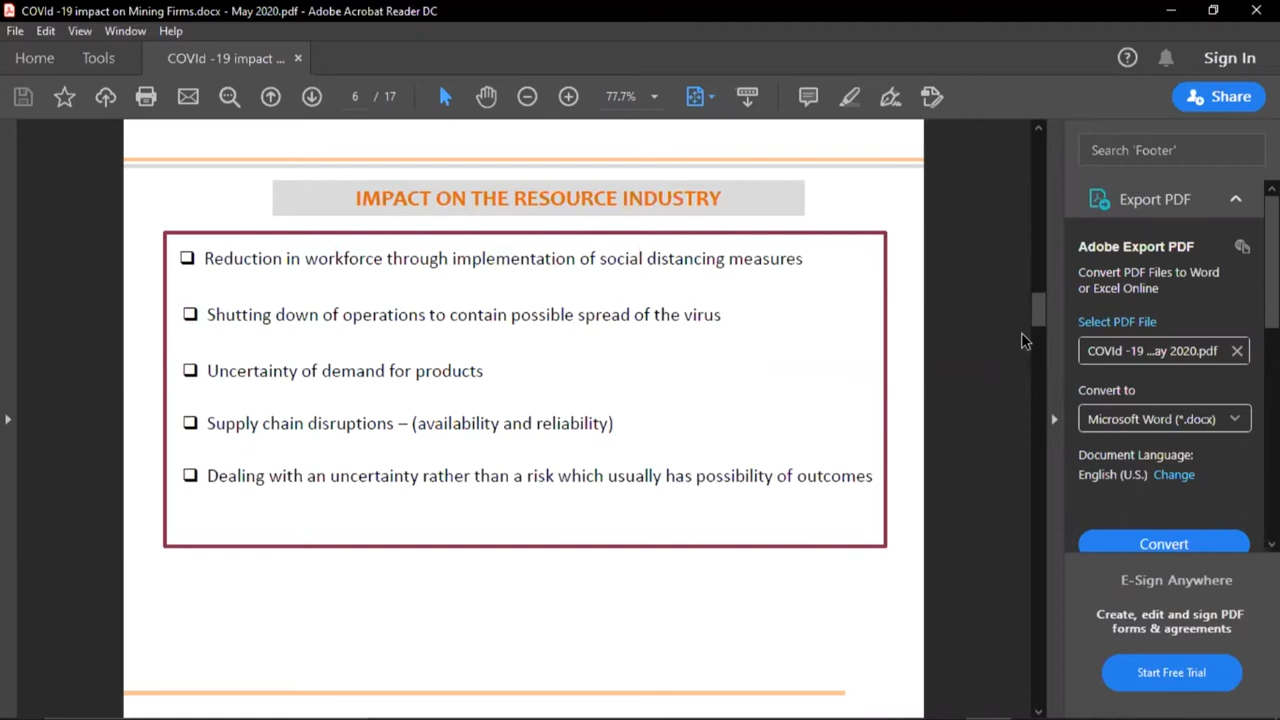 COVId -19 impact on Mining Firms.docx - May 2020.pdf - Adobe Acrobat Reader DC
File Edit View Window Help
Home Tools COVId -19 impact ... × Sign In
6 / 17 77.7% Share
IMPACT ON THE RESOURCE INDUSTRY
❑ Reduction in workforce through implementation of social distancing measures
❑ Shutting down of operations to contain possible spread of the virus
❑ Uncertainty of demand for products
❑ Supply chain disruptions – (availability and reliability)
❑ Dealing with an uncertainty rather than a risk which usually has possibility of outcomes
Search 'Footer'
Export PDF
Adobe Export PDF
Convert PDF Files to Word
or Excel Online
Select PDF File
COVId -19 ...ay 2020.pdf
Convert to
Microsoft Word (*.docx)
Document Language:
English (U.S.) Change
Convert
E-Sign Anywhere
Create, edit and sign PDF
forms & agreements
Start Free Trial